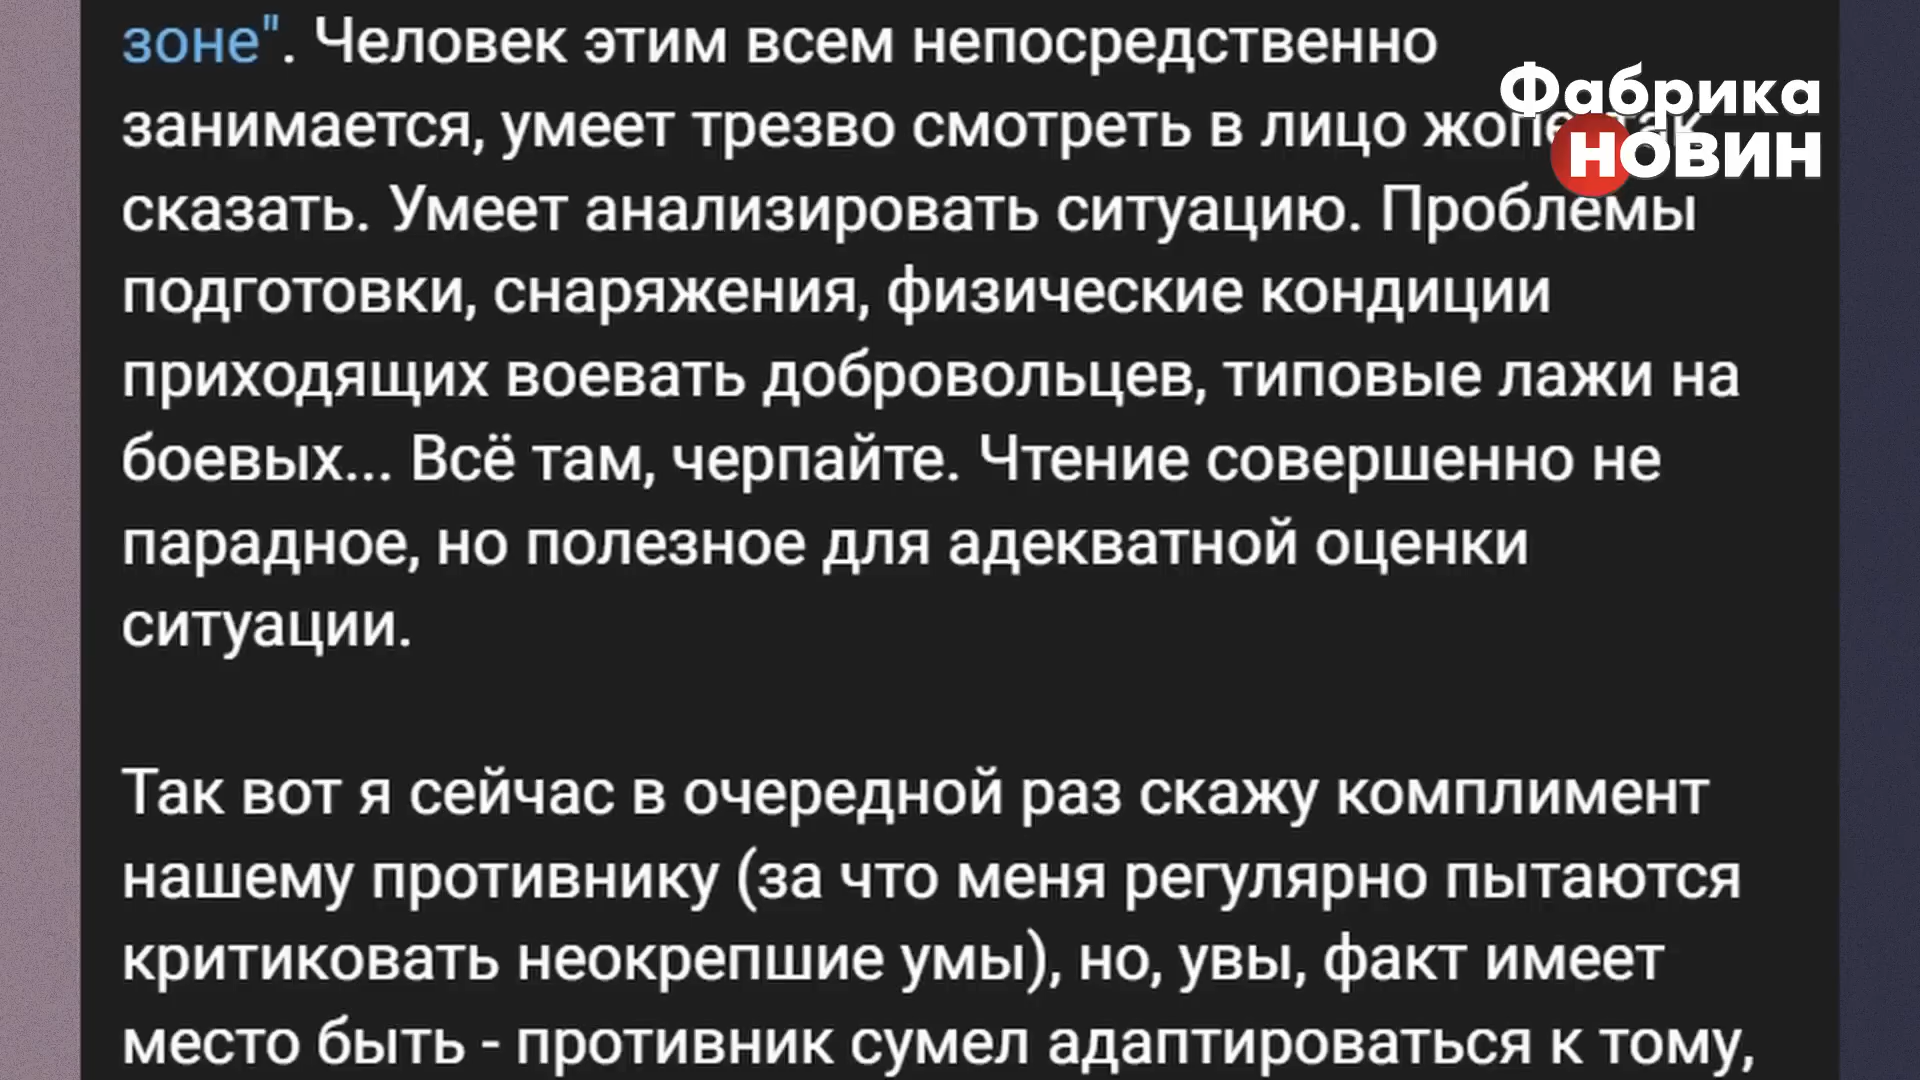 зоне". Человек этим всем непосредственно
занимается, умеет трезво смотреть в лицо
сказать. Умеет анализировать ситуацию. Проблемы
подготовки, снаряжения, физические кондиции
приходящих воевать добровольцев, типовые лажи на
боевых... Всё там, черпайте. Чтение совершенно не
парадное, но полезное для адекватной оценки
ситуации.
Так вот я сейчас в очередной раз скажу комплимент
нашему противнику (за что меня регулярно пытаются
критиковать неокрепшие умы), но, увы, факт имеет
место быть - противник сумел адаптироваться к тому,
Фабрика
новин